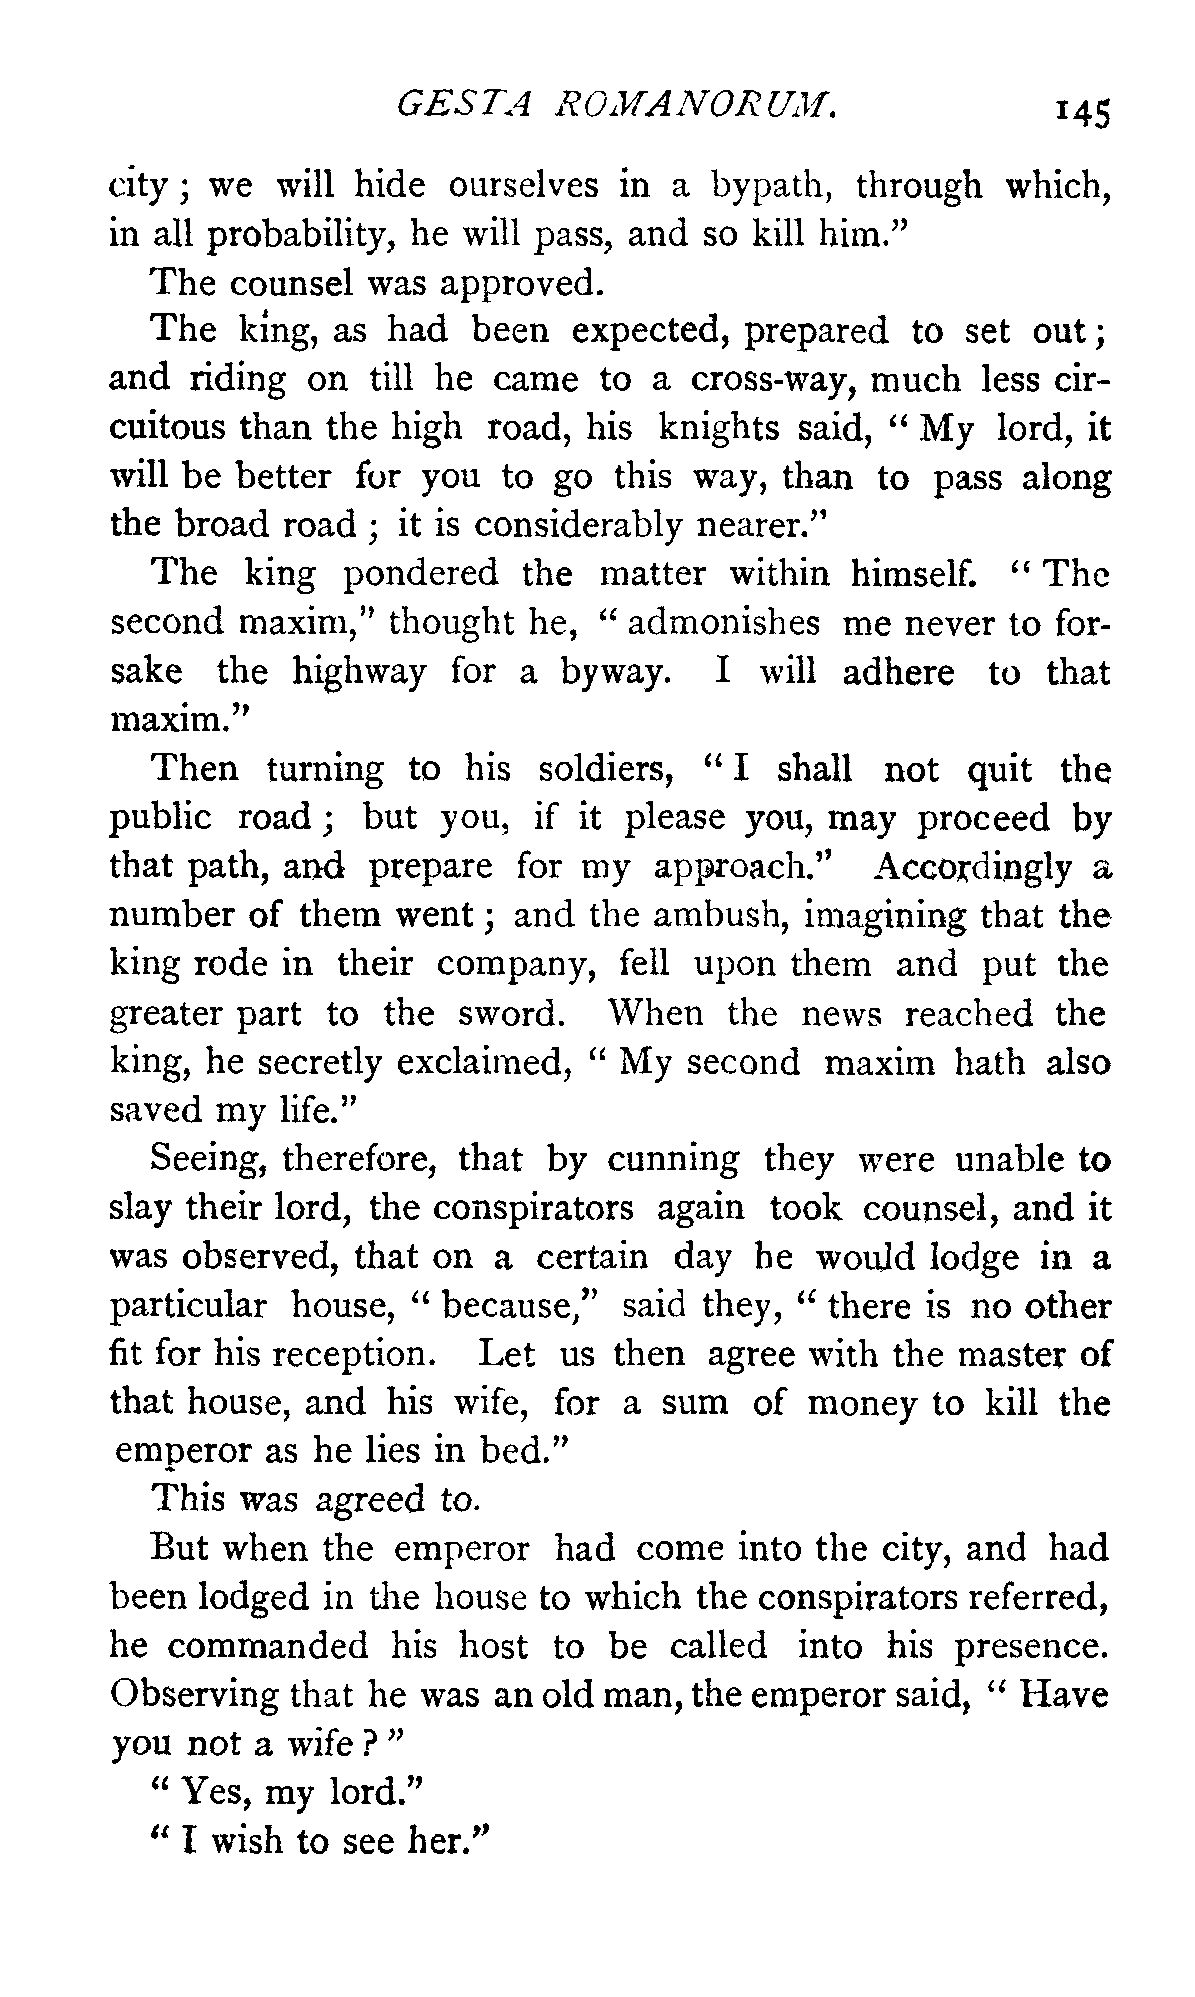 GESTA ROMANORUM. 145
city ; we will hide ourselves in a bypath, through which,
in all probability, he will pass, and so kill him."
The counsel was approved.
The king, as had been expected, prepared to set out ;
and riding on till he came to a cross-way, much less cir-
cuitous than the high road, his knights said, " My lord, it
will be better for you to go this way, than to pass along
the broad road ; it is considerably nearer."
The king pondered the matter within himself. " The
second maxim," thought he, " admonishes me never to for-
sake the highway for a byway. I will adhere to that
maxim."
Then turning to his soldiers, " I shall not quit the
public road ; but you, if it please you, may proceed by
that path, and prepare for my approach." Accordingly a
number of them went ; and the ambush, imagining that the
king rode in their company, fell upon them and put the
greater part to the sword. When the news reached the
king, he secretly exclaimed, " My second maxim hath also
saved my life."
Seeing, therefore, that by cunning they were unable to
slay their lord, the conspirators again took counsel, and it
was observed, that on a certain day he would lodge in a
particular house, " because," said they, " there is no other
fit for his reception. Let us then agree with the master of
that house, and his wife, for a sum of money to kill the
emperor as he lies in bed."
This was agreed to.
But when the emperor had come into the city, and had
been lodged in the house to which the conspirators referred,
he commanded his host to be called into his presence.
Observing that he was an old man, the emperor said, " Have
you not a wife ? "
" Yes, my lord."
" I wish to see her."